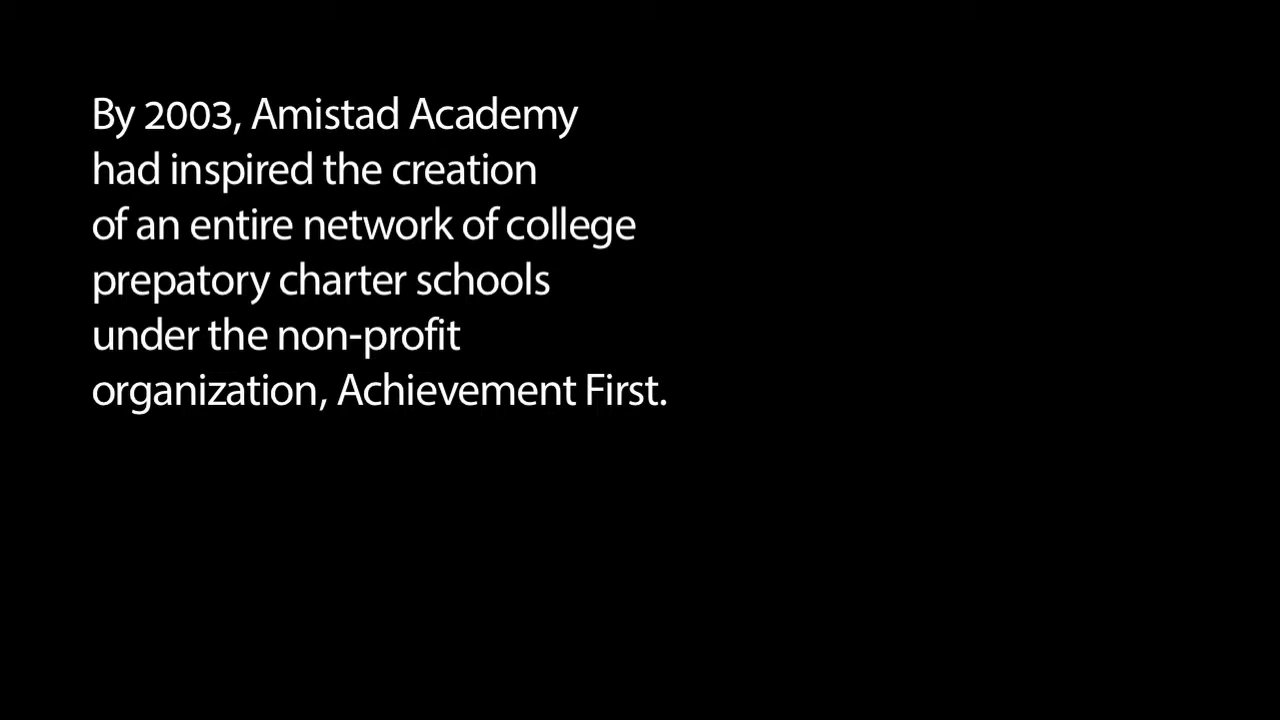 By 2003, Amistad Academy
had inspired the creation
of an entire network of college
prepatory charter schools
under the non-profit
organization, Achievement First.